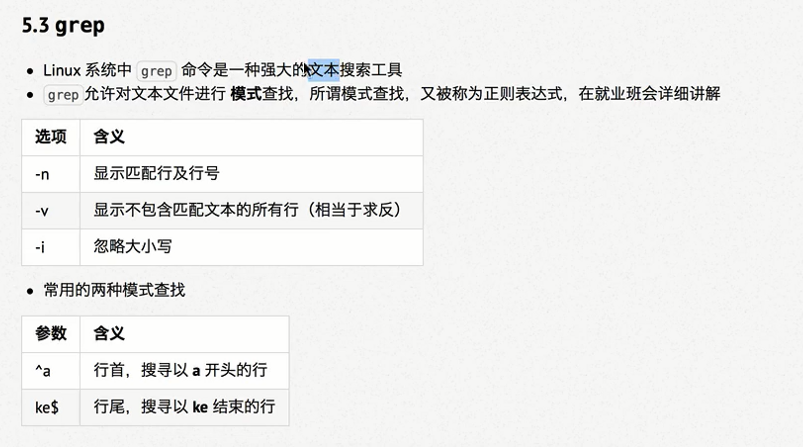 5.3 grep
Linux 系统中 grep 命令是一种强大的文本搜索工具
grep 允许对文本文件进行 模式查找，所谓模式查找，又被称为正则表达式，在就业班会详细讲解
选项 含义
-n 显示匹配行及行号
-v 显示不包含匹配文本的所有行（相当于求反）
-i 忽略大小写
常用的两种模式查找
参数 含义
^a 行首，搜寻以 a 开头的行
ke$ 行尾，搜寻以 ke 结束的行